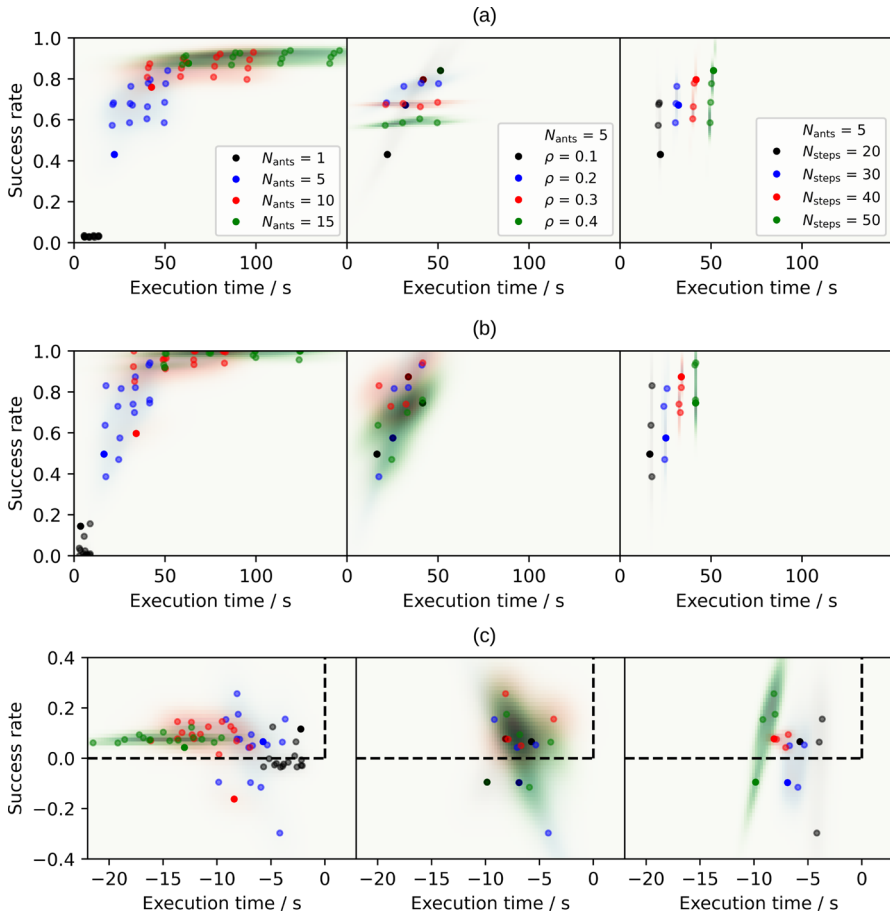 (a)
Success rate
1.0
0.8
0.6
0.4
0.2
0.0
N_ants = 1
N_ants = 5
N_ants = 10
N_ants = 15
N_ants = 5
ρ = 0.1
ρ = 0.2
ρ = 0.3
ρ = 0.4
N_ants = 5
N_steps = 20
N_steps = 30
N_steps = 40
N_steps = 50
0 50 100 0 50 100 0 50 100
Execution time / s Execution time / s Execution time / s
(b)
Success rate
1.0
0.8
0.6
0.4
0.2
0.0
0 50 100 0 50 100 0 50 100
Execution time / s Execution time / s Execution time / s
(c)
Success rate
0.4
0.2
0.0
−0.2
−0.4
−20 −15 −10 −5 0 −20 −15 −10 −5 0 −20 −15 −10 −5 0
Execution time / s Execution time / s Execution time / s